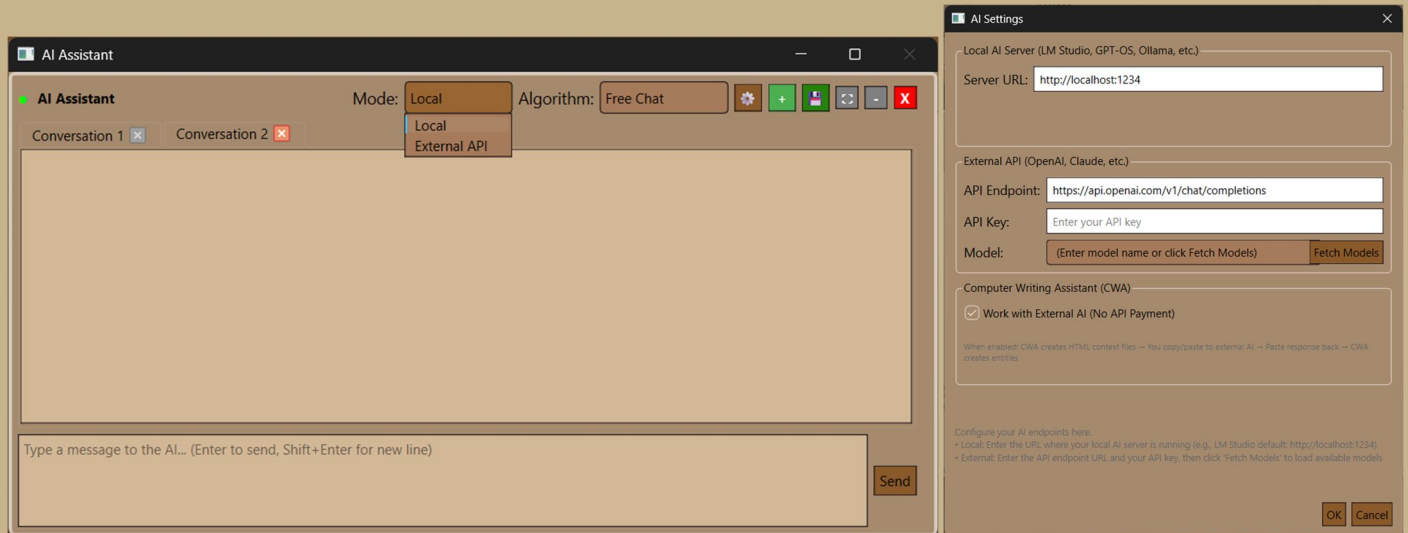 AI Assistant
AI Assistant
Mode: Local
Algorithm: Free Chat
+
-
X
Local
External API
Conversation 1
Conversation 2
Type a message to the AI... (Enter to send, Shift+Enter for new line)
Send
AI Settings
Local AI Server (LM Studio, GPT-OS, Ollama, etc.)
Server URL: http://localhost:1234
External API (OpenAI, Claude, etc.)
API Endpoint: https://api.openai.com/v1/chat/completions
API Key: Enter your API key
Model: (Enter model name or click Fetch Models) Fetch Models
Computer Writing Assistant (CWA)
Work with External AI (No API Payment)
When enabled: CWA creates HTML context files → You copy/paste to external AI → Paste response back → CWA
creates entities
Configure your AI endpoints here.
• Local: Enter the URL where your local AI server is running (e.g., LM Studio default: http://localhost:1234)
• External: Enter the API endpoint URL and your API key, then click 'Fetch Models' to load available models
OK Cancel